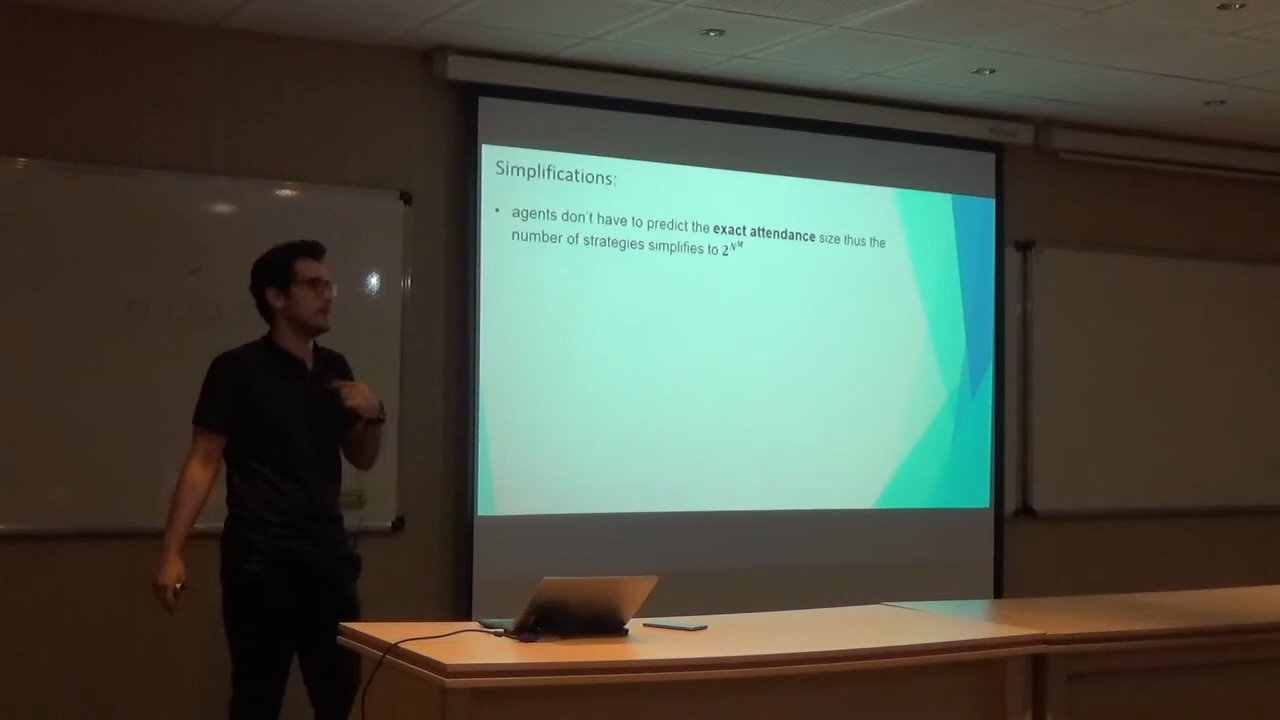 Simplifications:
• agents don't have to predict the exact attendance size thus the
number of strategies simplifies to 2^{N^M}